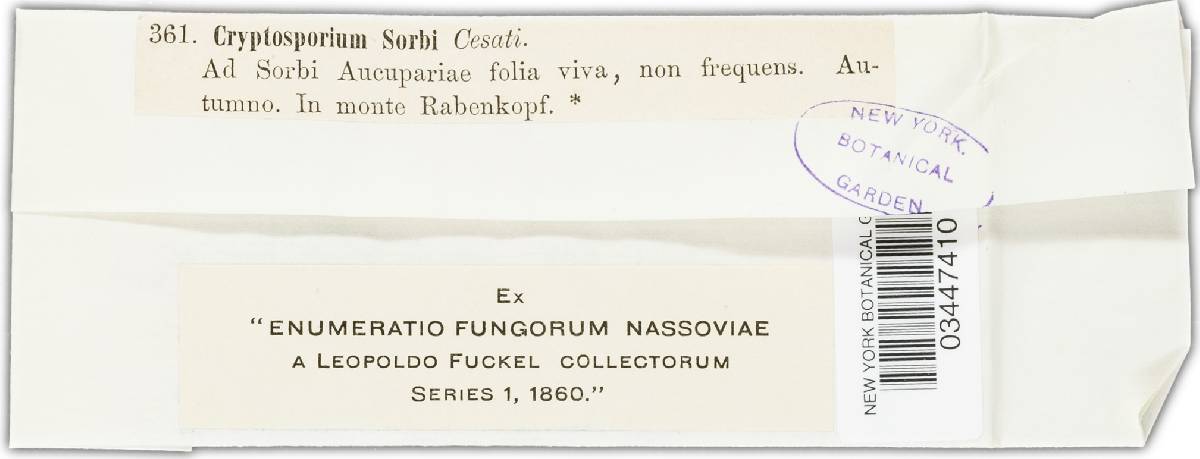 361. Cryptosporium Sorbi Cesati.
Ad Sorbi Aucupariae folia viva, non frequens. Au-
tumno. In monte Rabenkopf. *
NEW YORK.
BOTANICAL
GARDEN
NEW YORK BOTANICAL G
03447410
Ex
"ENUMERATIO FUNGORUM NASSOVIAE
A LEOPOLDO FUCKEL COLLECTORUM
SERIES 1, 1860."